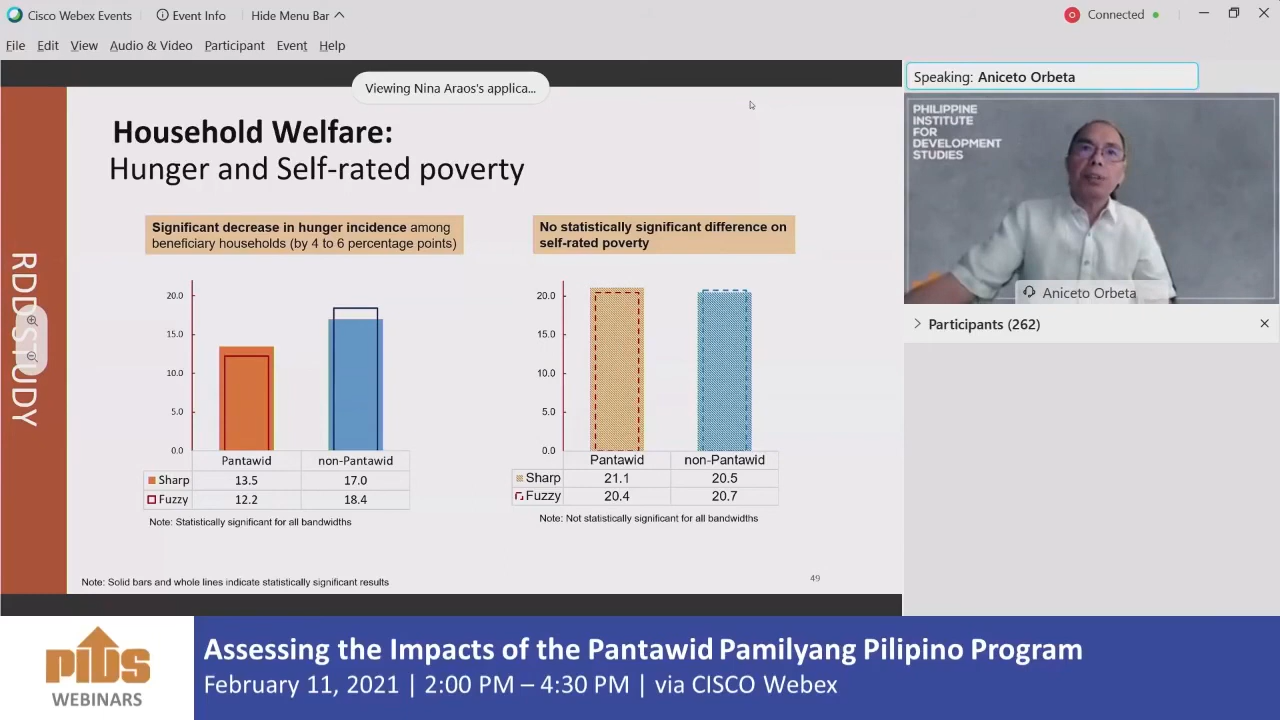 Cisco Webex Events
Event Info
Hide Menu Bar
Connected
File Edit View Audio & Video Participant Event Help
Viewing Nina Araos's applica...
Speaking: Aniceto Orbeta
PHILIPPINE
INSTITUTE
FOR
DEVELOPMENT
STUDIES
Aniceto Orbeta
Participants (262)
RDD STUDY
Household Welfare:
Hunger and Self-rated poverty
Significant decrease in hunger incidence among
beneficiary households (by 4 to 6 percentage points)
20.0
15.0
10.0
5.0
0.0
Pantawid non-Pantawid
Sharp 13.5 17.0
Fuzzy 12.2 18.4
Note: Statistically significant for all bandwidths
No statistically significant difference on
self-rated poverty
20.0
15.0
10.0
5.0
0.0
Pantawid non-Pantawid
Sharp 21.1 20.5
Fuzzy 20.4 20.7
Note: Not statistically significant for all bandwidths
Note: Solid bars and whole lines indicate statistically significant results
49
PIDS
WEBINARS
Assessing the Impacts of the Pantawid Pamilyang Pilipino Program
February 11, 2021 | 2:00 PM – 4:30 PM | via CISCO Webex